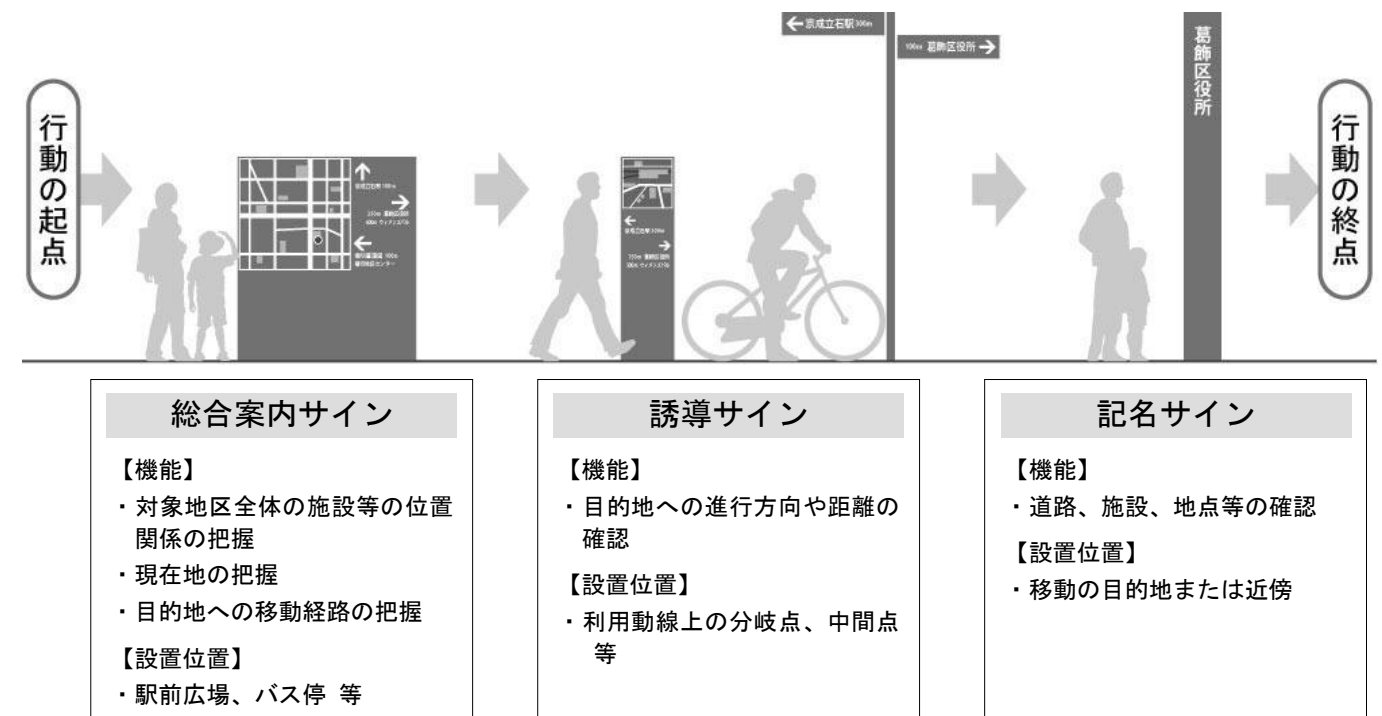 行動の起点
←京成立石駅 300m
100m 葛飾区役所→
葛飾区役所
行動の終点
総合案内サイン
【機能】
・対象地区全体の施設等の位置
関係の把握
・現在地の把握
・目的地への移動経路の把握
【設置位置】
・駅前広場、バス停 等
誘導サイン
【機能】
・目的地への進行方向や距離の
確認
【設置位置】
・利用動線上の分岐点、中間点
等
記名サイン
【機能】
・道路、施設、地点等の確認
【設置位置】
・移動の目的地または近傍